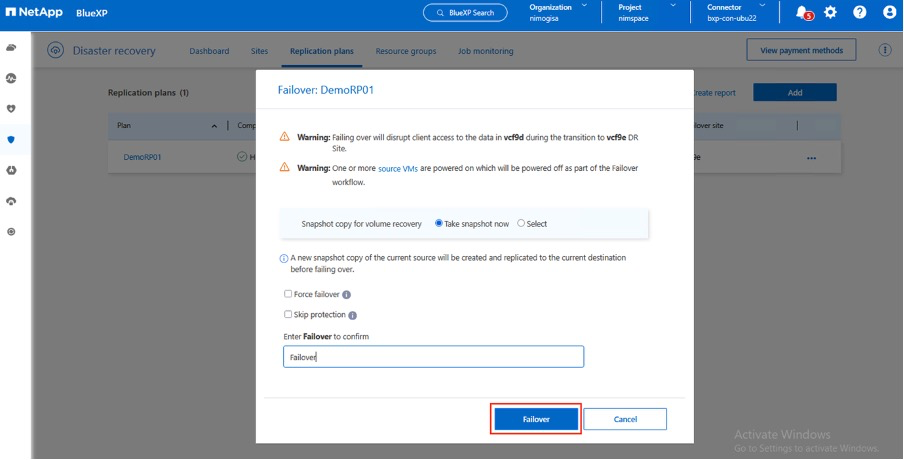 NetApp BlueXP
BlueXP Search
Organization
nimogisa
Project
nimspace
Connector
bxp-con-ubu22
5
Disaster recovery
Dashboard
Sites
Replication plans
Resource groups
Job monitoring
View payment methods
Replication plans (1)
Create report
Add
Plan
Comp
lover site
DemoRP01
H
9e
Failover: DemoRP01
Warning: Failing over will disrupt client access to the data in vcf9d during the transition to vcf9e DR
Site.
Warning: One or more source VMs are powered on which will be powered off as part of the Failover
workflow.
Snapshot copy for volume recovery
Take snapshot now
Select
A new snapshot copy of the current source will be created and replicated to the current destination
before failing over.
Force failover
Skip protection
Enter Failover to confirm
Failover
Failover
Cancel
Activate Windows
Go to Settings to activate Windows.